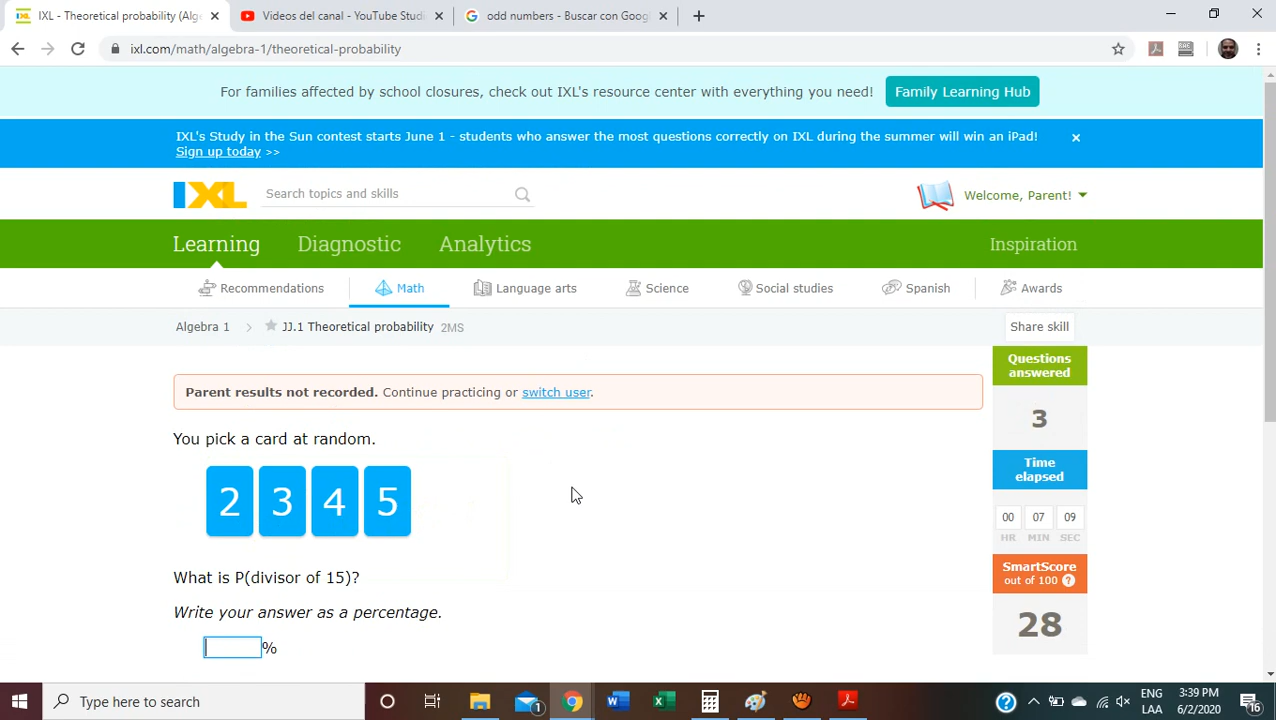 IXL - Theoretical probability (Alge
Videos del canal - YouTube Studi
odd numbers - Buscar con Googl
ixl.com/math/algebra-1/theoretical-probability
For families affected by school closures, check out IXL's resource center with everything you need!
Family Learning Hub
IXL's Study in the Sun contest starts June 1 - students who answer the most questions correctly on IXL during the summer will win an iPad!
Sign up today >>
IXL
Search topics and skills
Welcome, Parent!
Learning
Diagnostic
Analytics
Inspiration
Recommendations
Math
Language arts
Science
Social studies
Spanish
Awards
Algebra 1
JJ.1 Theoretical probability 2MS
Share skill
Questions
answered
Parent results not recorded. Continue practicing or switch user.
3
You pick a card at random.
2 3 4 5
Time
elapsed
00 07 09
HR MIN SEC
What is P(divisor of 15)?
SmartScore
out of 100 ?
Write your answer as a percentage.
28
%
Type here to search
1
ENG
LAA
3:39 PM
6/2/2020
16